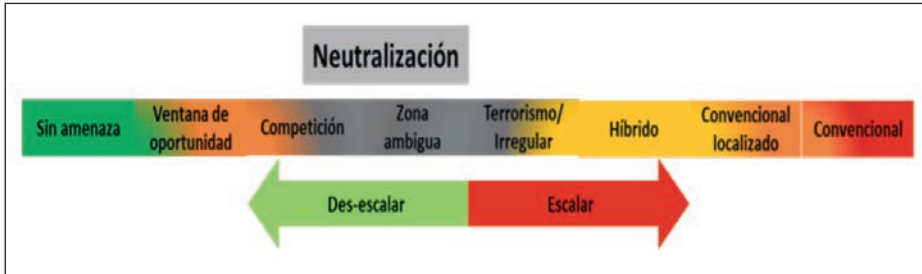 Neutralización
Sin amenaza
Ventana de
oportunidad
Competición
Zona
ambigua
Terrorismo/
Irregular
Híbrido
Convencional
localizado
Convencional
Des-escalar
Escalar